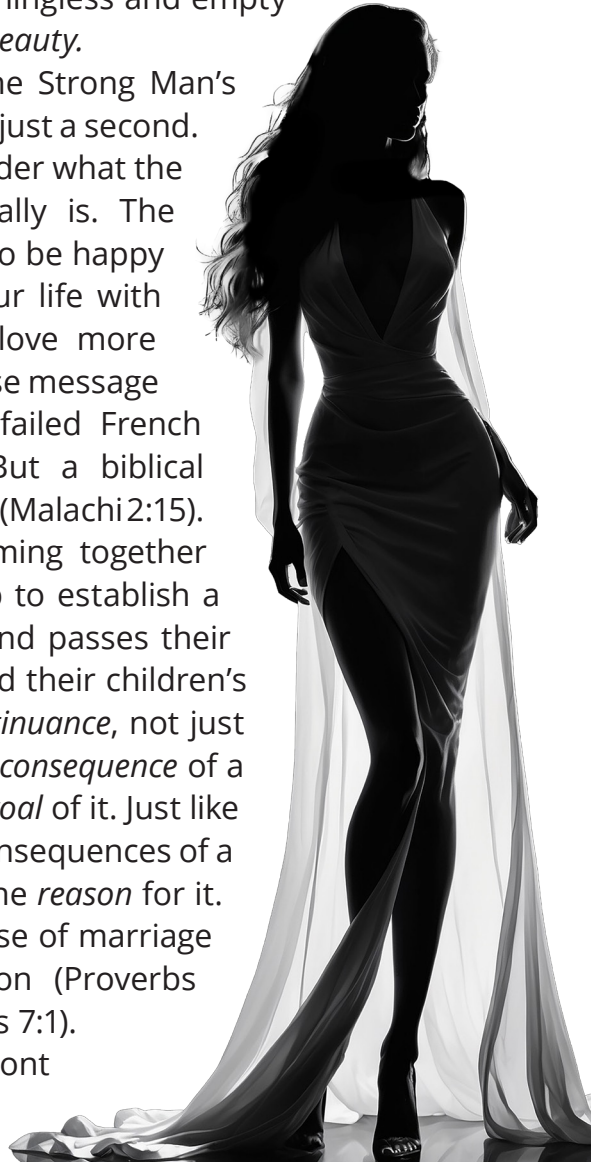 ningless and empty
eauty.
ne Strong Man’s
just a second.
der what the
ally is. The
o be happy
ur life with
love more
se message
failed French
But a biblical
(Malachi 2:15).
ming together
to establish a
nd passes their
d their children’s
tinuance, not just
consequence of a
oal of it. Just like
nsequences of a
ne reason for it.
se of marriage
on (Proverbs
s 7:1).
ont